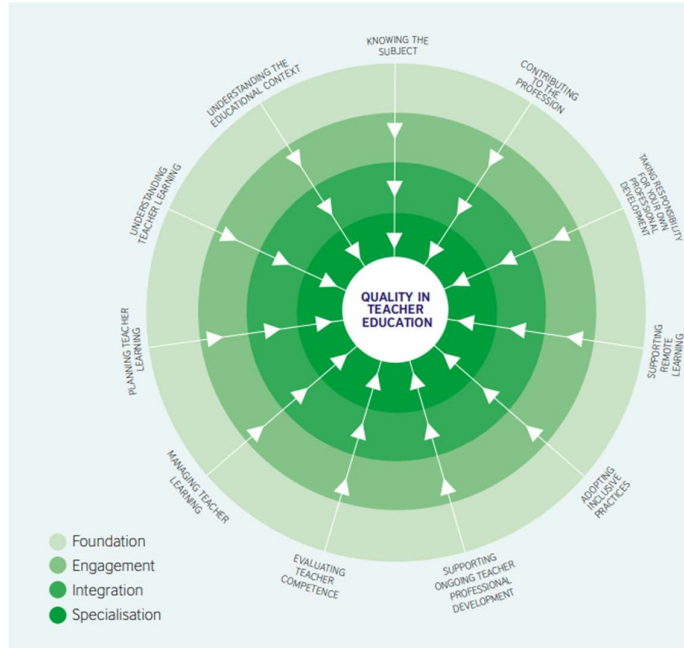 KNOWING THE
SUBJECT
CONTRIBUTING
TO THE
PROFESSION
TAKING RESPONSIBILITY
FOR YOUR OWN
PROFESSIONAL
DEVELOPMENT
SUPPORTING
REMOTE
LEARNING
ADOPTING
INCLUSIVE
PRACTICES
SUPPORTING
ONGOING TEACHER
PROFESSIONAL
DEVELOPMENT
EVALUATING
TEACHER
COMPETENCE
MANAGING TEACHER
LEARNING
PLANNING TEACHER
LEARNING
UNDERSTANDING
TEACHER LEARNING
UNDERSTANDING THE
EDUCATIONAL CONTEXT
QUALITY IN
TEACHER
EDUCATION
Foundation
Engagement
Integration
Specialisation